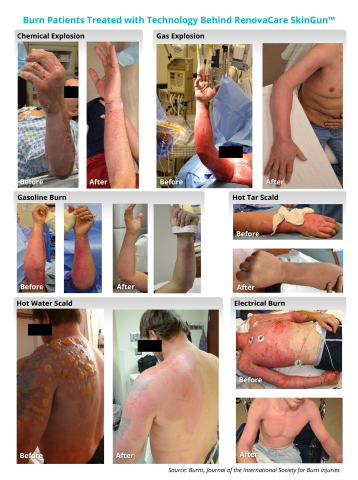 Burn Patients Treated with Technology Behind RenovaCare SkinGun™
Chemical Explosion
Before
After
Gas Explosion
Before
After
Gasoline Burn
Before
After
Hot Tar Scald
Before
After
Hot Water Scald
Before
After
Electrical Burn
Before
After
Source: Burns, Journal of the International Society for Burn Injuries